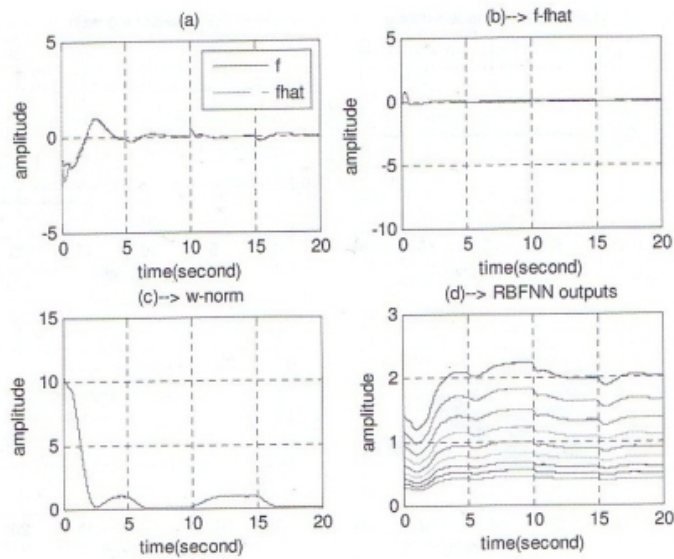 (a)
(b)--> f-fhat
5
0
-5
amplitude
f
fhat
0 5 10 15 20
time(second)
5
0
-5
-10
amplitude
0 5 10 15 20
time(second)
(c)--> w-norm
(d)--> RBFNN outputs
15
10
5
0
amplitude
0 5 10 15 20
time(second)
3
2
1
0
amplitude
0 5 10 15 20
time(second)